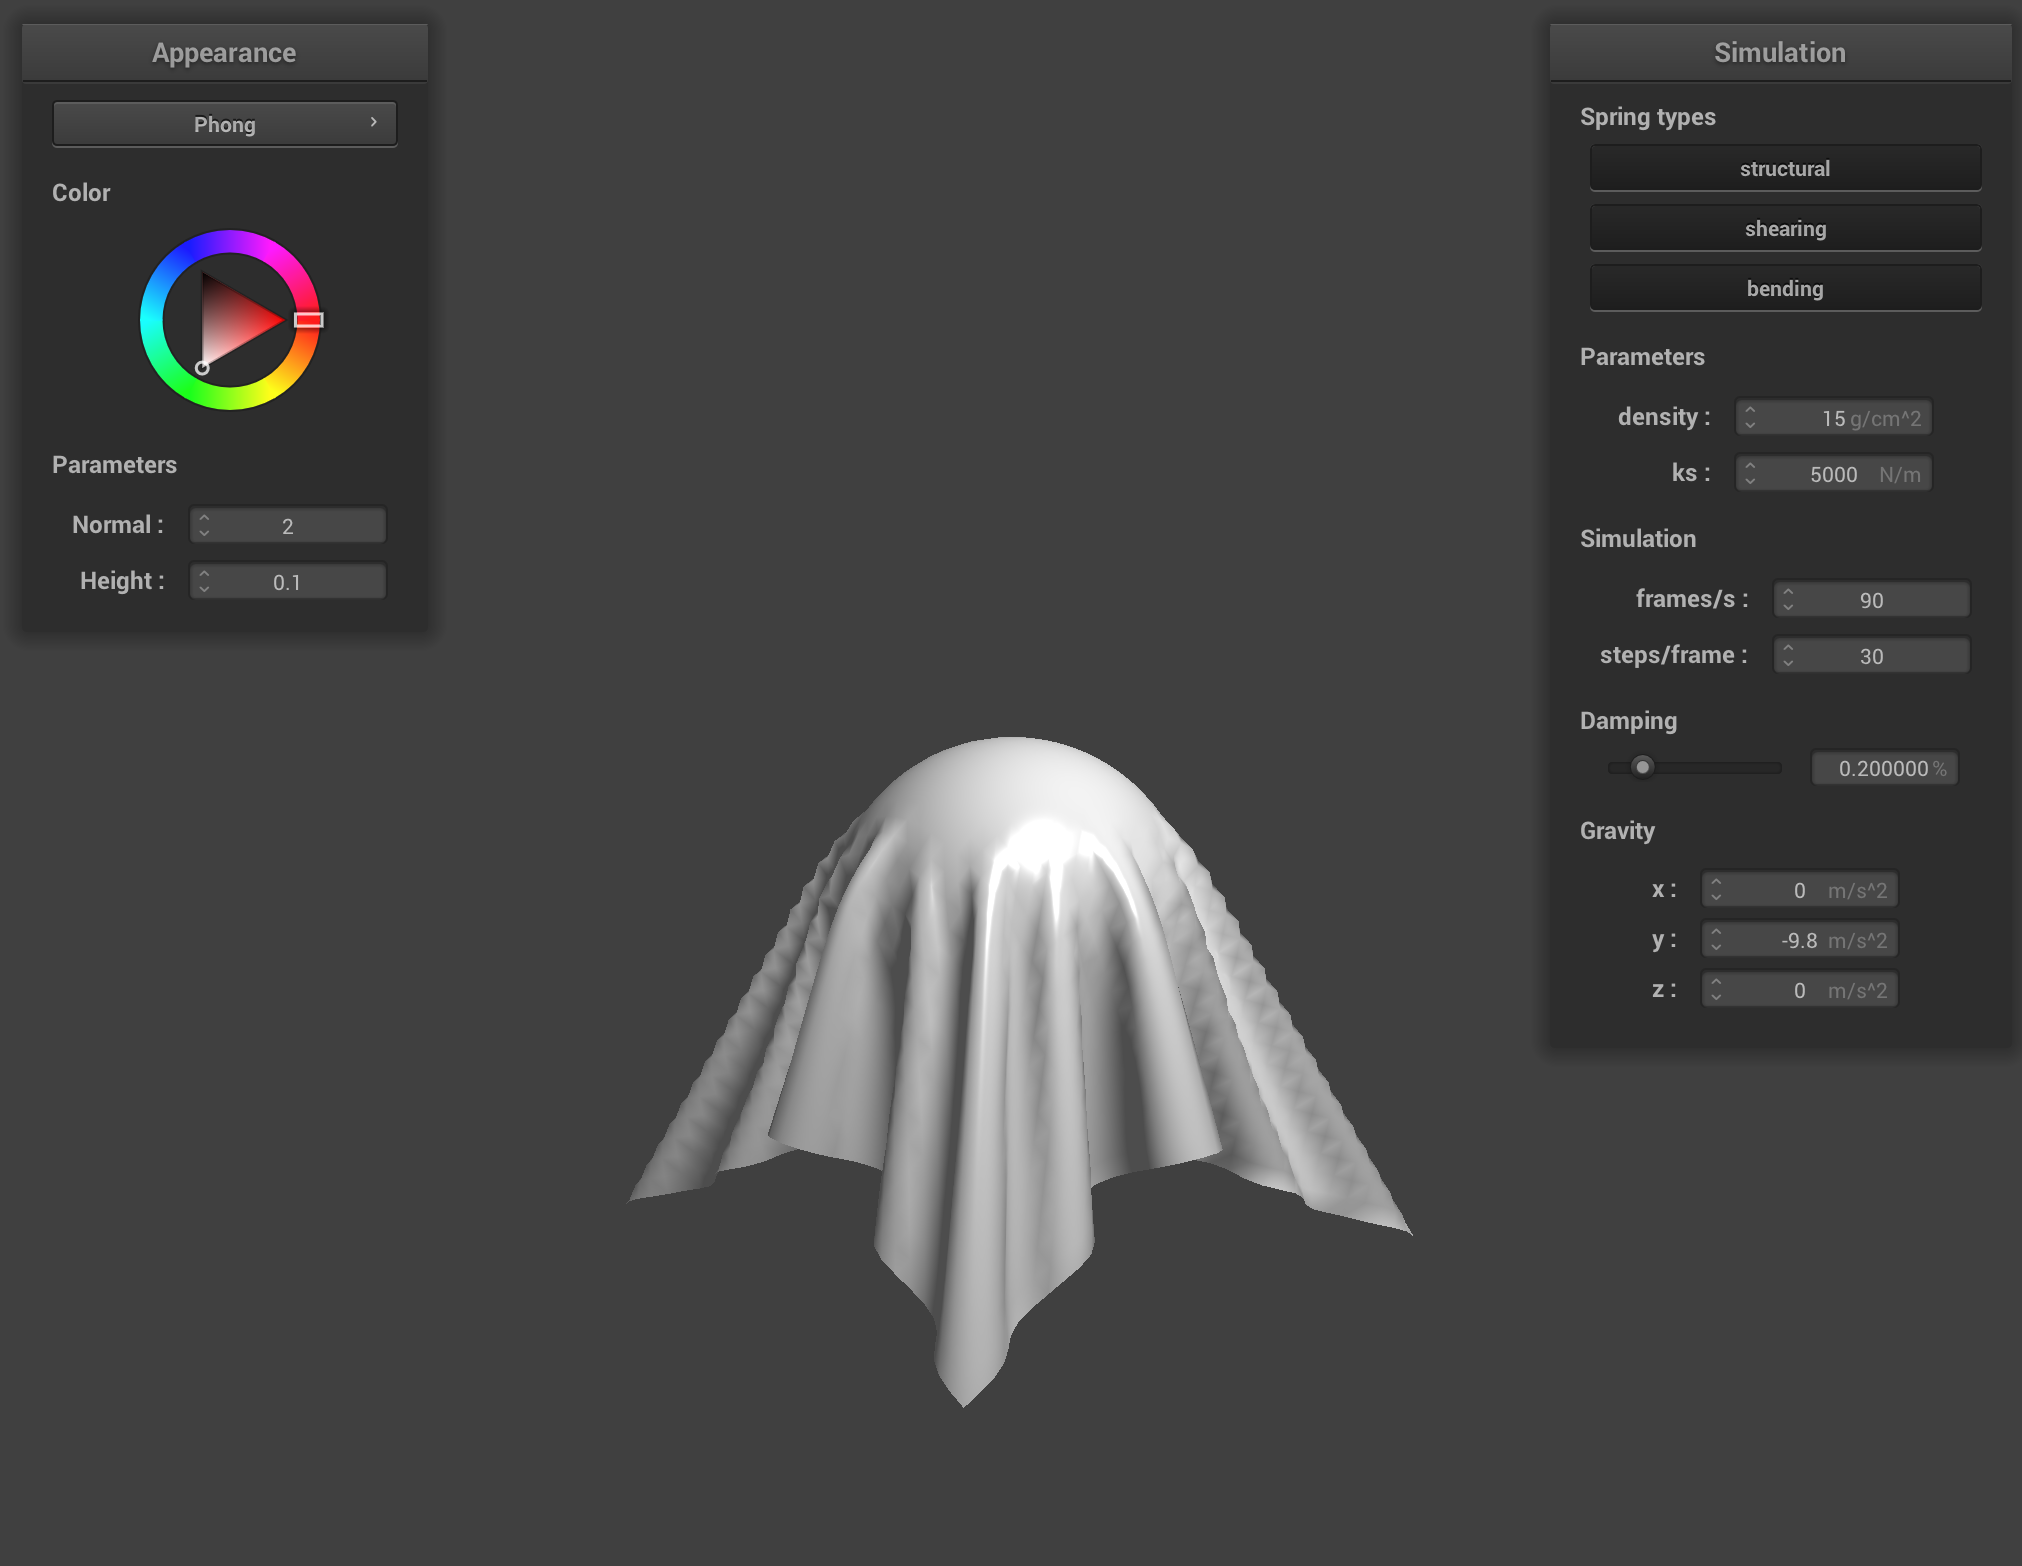 Appearance
Phong
Color
Parameters
Normal : 2
Height : 0.1
Simulation
Spring types
structural
shearing
bending
Parameters
density : 15 g/cm^2
ks : 5000 N/m
Simulation
frames/s : 90
steps/frame : 30
Damping
0.200000 %
Gravity
x : 0 m/s^2
y : -9.8 m/s^2
z : 0 m/s^2